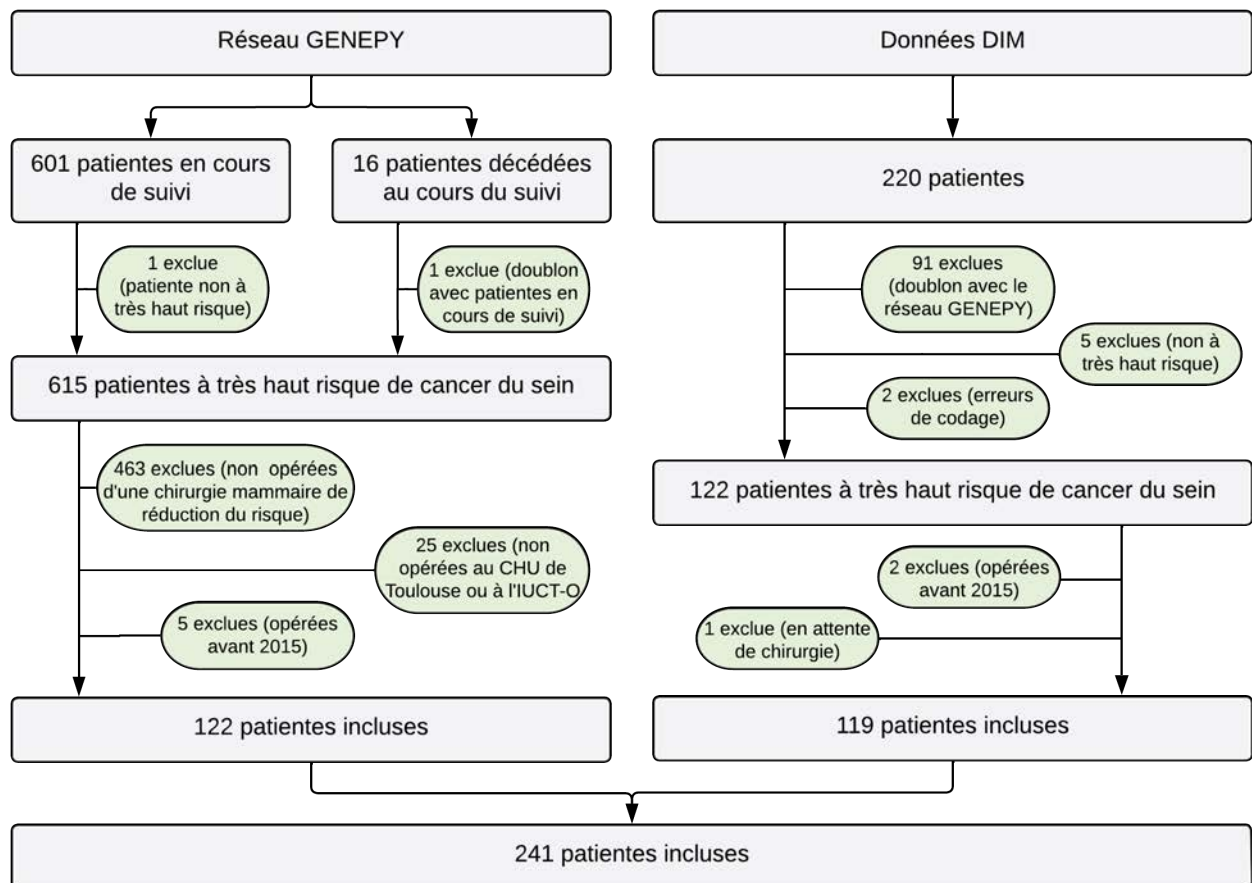 Réseau GENEPY
Données DIM
601 patientes en cours
de suivi
16 patientes décédées
au cours du suivi
220 patientes
1 exclue
(patiente non à
très haut risque)
1 exclue (doublon
avec patientes en
cours de suivi)
91 exclues
(doublon avec le
réseau GENEPY)
5 exclues (non à
très haut risque)
2 exclues (erreurs
de codage)
615 patientes à très haut risque de cancer du sein
122 patientes à très haut risque de cancer du sein
463 exclues (non opérées
d'une chirurgie mammaire de
réduction du risque)
25 exclues (non
opérées au CHU de
Toulouse ou à l'IUCT-O
5 exclues (opérées
avant 2015)
2 exclues (opérées
avant 2015)
1 exclue (en attente
de chirurgie)
122 patientes incluses
119 patientes incluses
241 patientes incluses